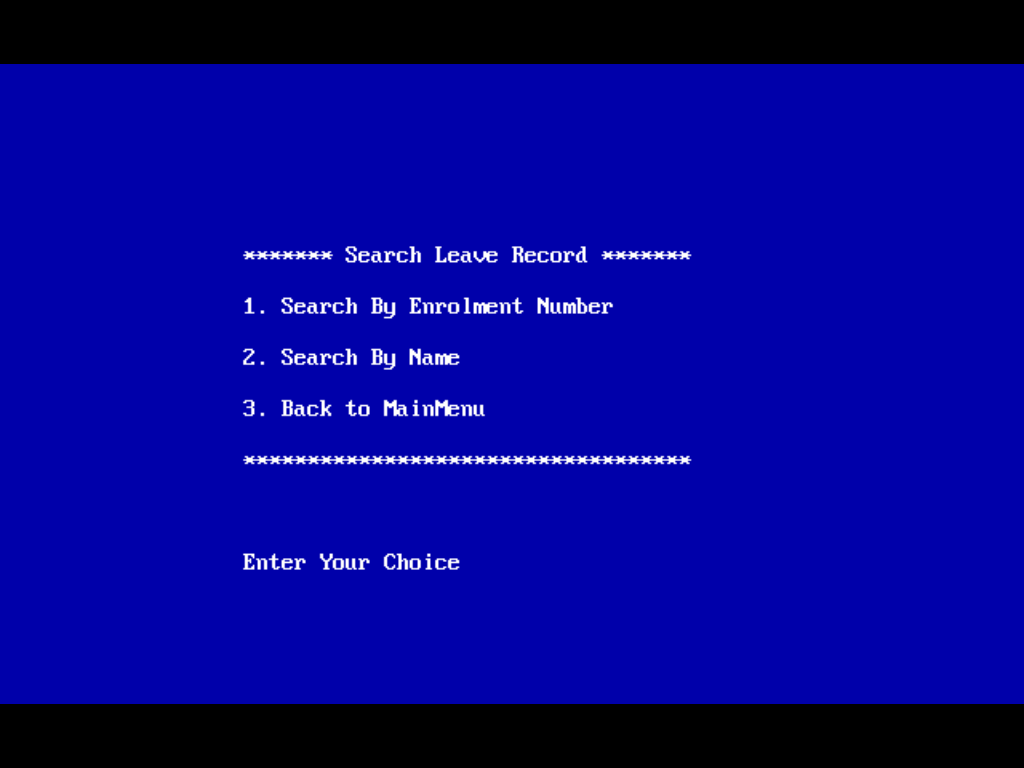 ******* Search Leave Record *******
1. Search By Enrolment Number
2. Search By Name
3. Back to MainMenu
***********************************
Enter Your Choice